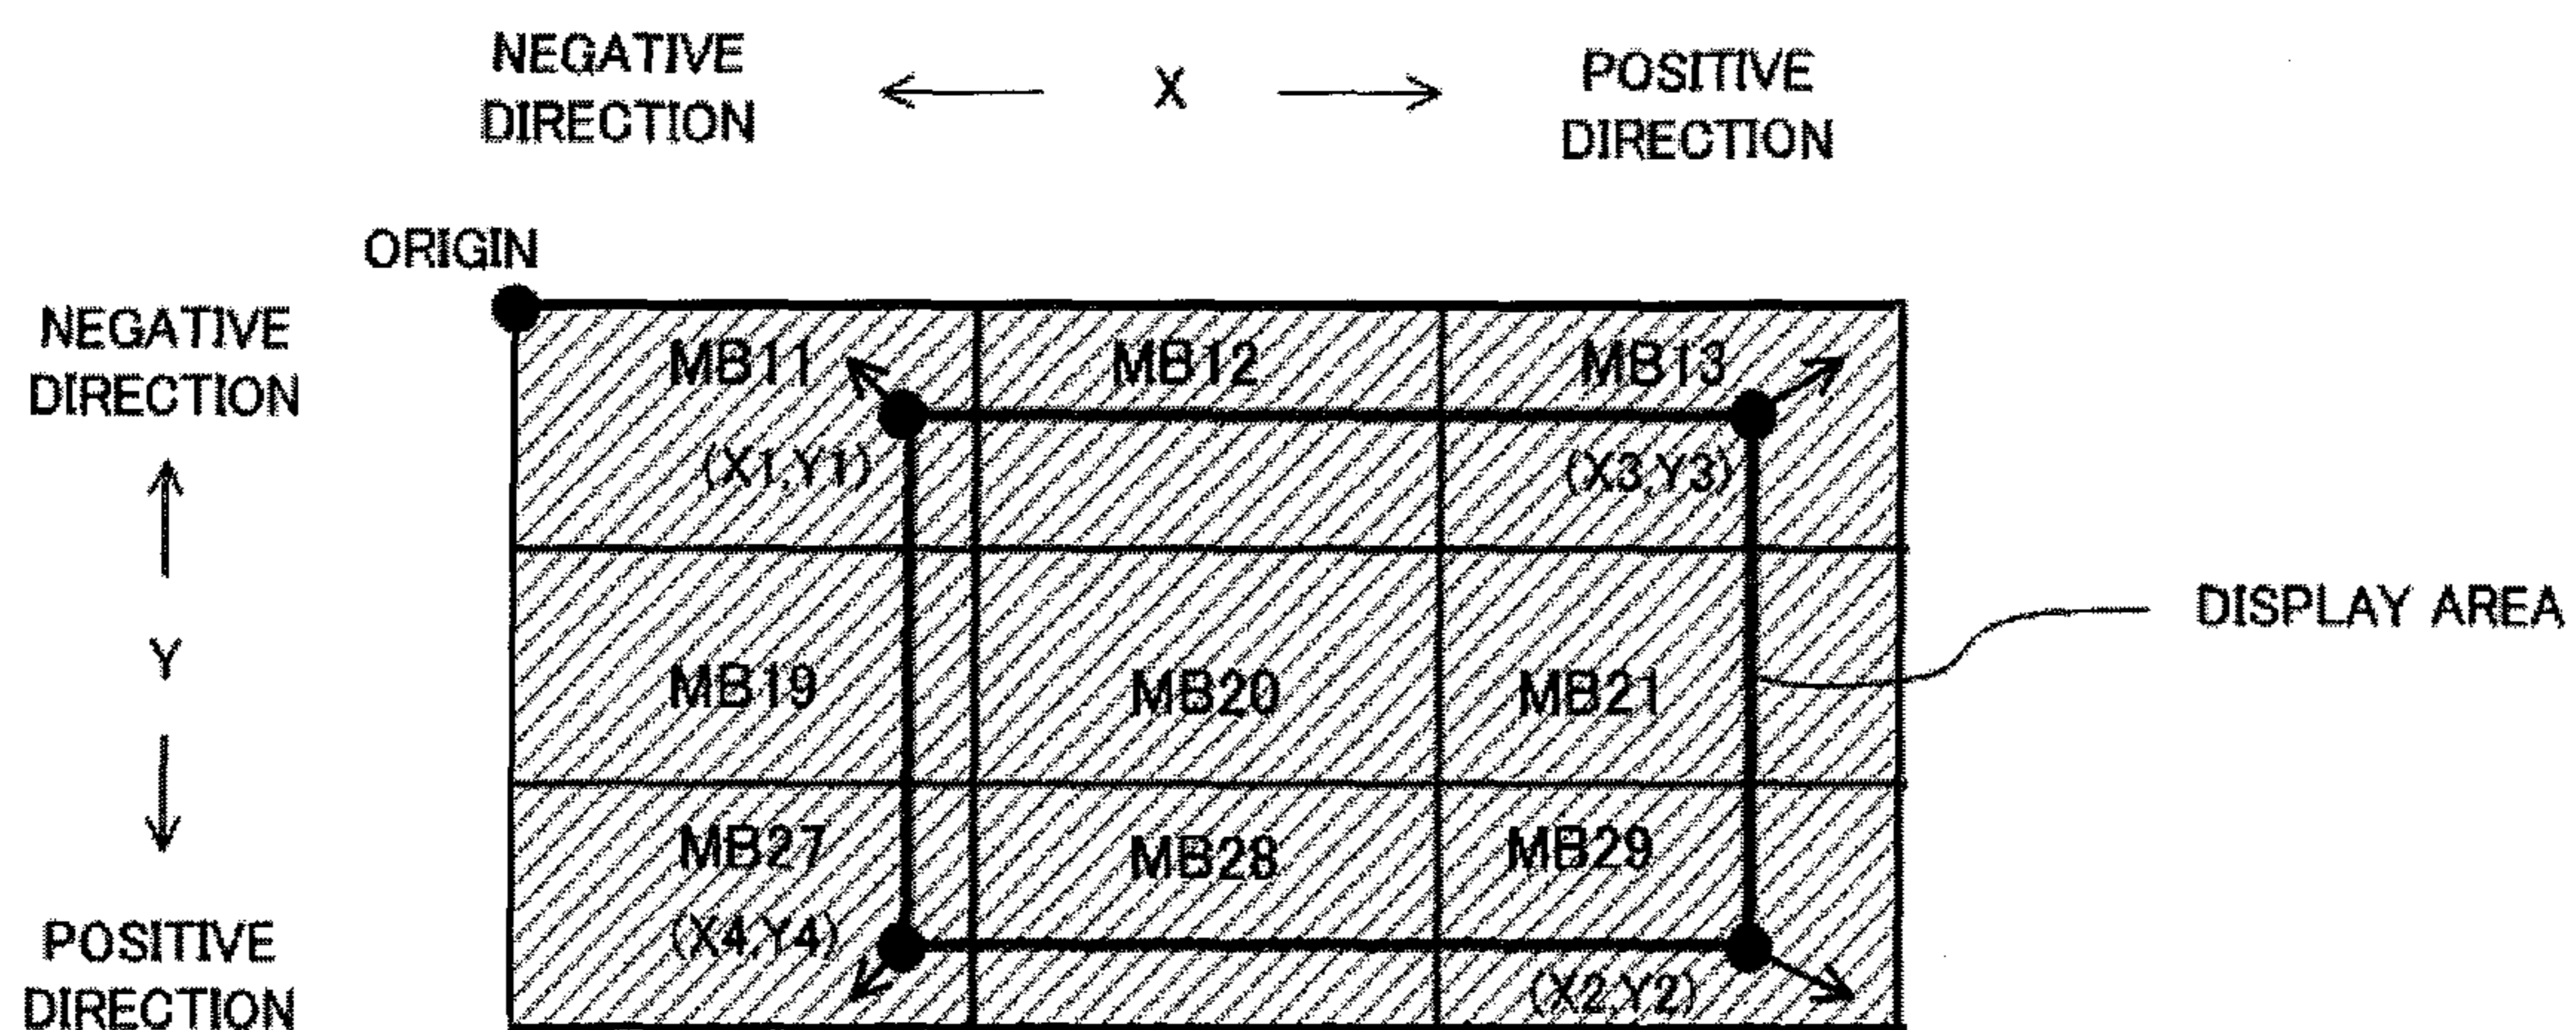 NEGATIVE
DIRECTION
X
POSITIVE
DIRECTION
ORIGIN
NEGATIVE
DIRECTION
Y
POSITIVE
DIRECTION
MB11
MB12
MB13
(X1,Y1)
(X3,Y3)
DISPLAY AREA
MB19
MB20
MB21
MB27
MB28
MB29
(X4,Y4)
(X2,Y2)